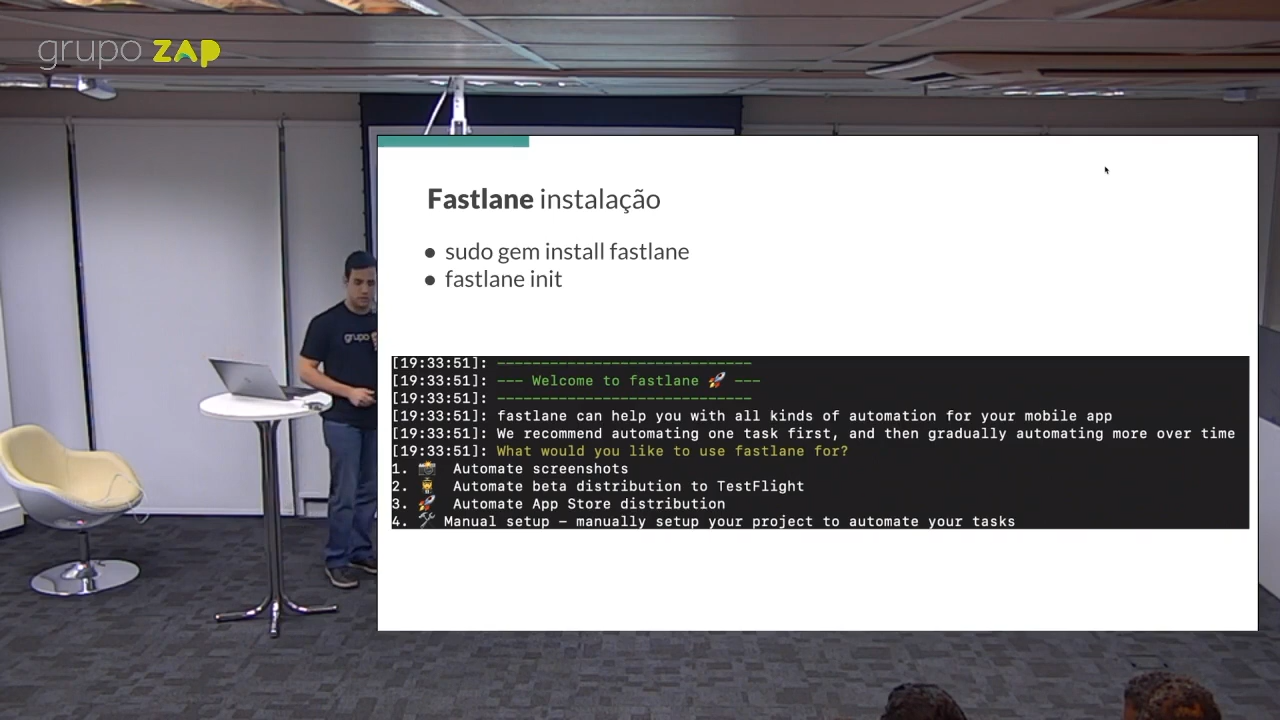 grupo ZAP
Fastlane instalação
● sudo gem install fastlane
● fastlane init
grupo
[19:33:51]: -----------------------------
[19:33:51]: --- Welcome to fastlane 🚀 ---
[19:33:51]: -----------------------------
[19:33:51]: fastlane can help you with all kinds of automation for your mobile app
[19:33:51]: We recommend automating one task first, and then gradually automating more over time
[19:33:51]: What would you like to use fastlane for?
1. 📸 Automate screenshots
2. 👩‍✈️ Automate beta distribution to TestFlight
3. 🚀 Automate App Store distribution
4. 🛠 Manual setup – manually setup your project to automate your tasks